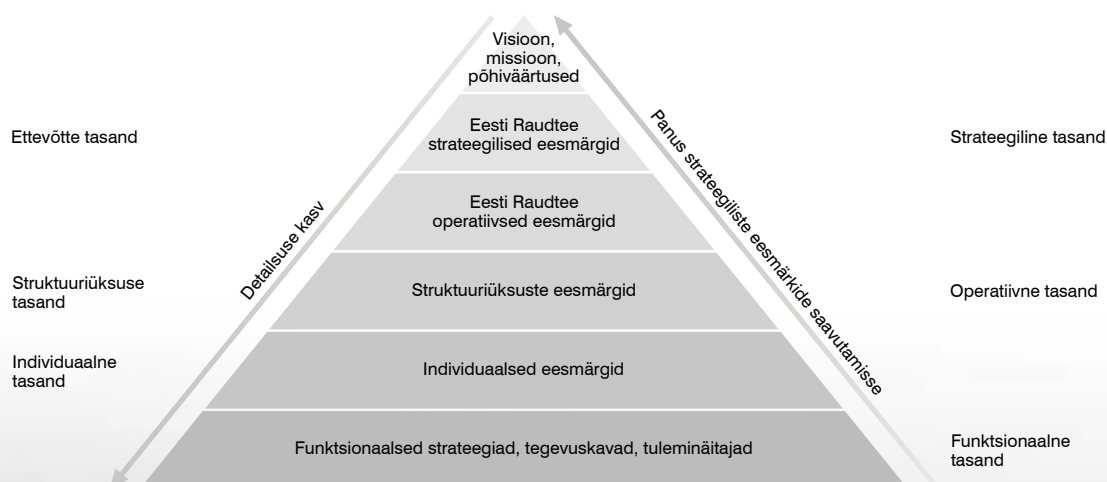 Visioon,
missioon,
põhiväärtused
Ettevõtte tasand
Eesti Raudtee
strateegilised eesmärgid
Strateegiline tasand
Eesti Raudtee
operatiivsed eesmärgid
Detailsuse kasv
Panus strateegiliste eesmärkide saavutamisse
Struktuuriüksuse
tasand
Struktuuriüksuste eesmärgid
Operatiivne tasand
Individuaalne
tasand
Individuaalsed eesmärgid
Funktsionaalsed strateegiad, tegevuskavad, tuleminäitajad
Funktsionaalne
tasand